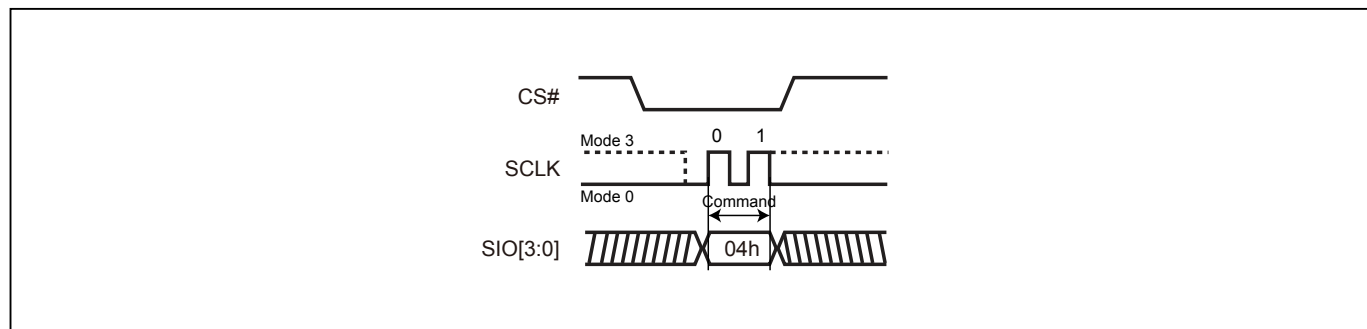 CS#
Mode 3
0 1
SCLK
Mode 0
Command
SIO[3:0]
04h